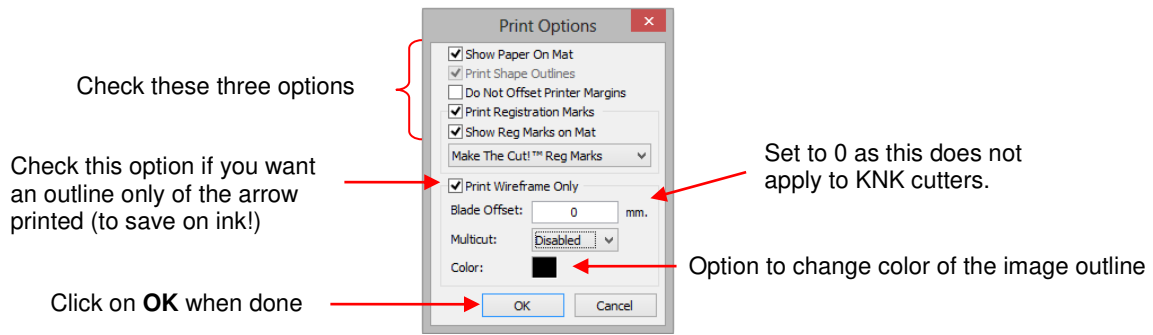 Print Options
Show Paper On Mat
Print Shape Outlines
Do Not Offset Printer Margins
Print Registration Marks
Show Reg Marks on Mat
Make The Cut!™ Reg Marks
Print Wireframe Only
Blade Offset: 0 mm.
Multicut: Disabled
Color:
OK Cancel
Check these three options
Check this option if you want
an outline only of the arrow
printed (to save on ink!)
Set to 0 as this does not
apply to KNK cutters.
Option to change color of the image outline
Click on OK when done